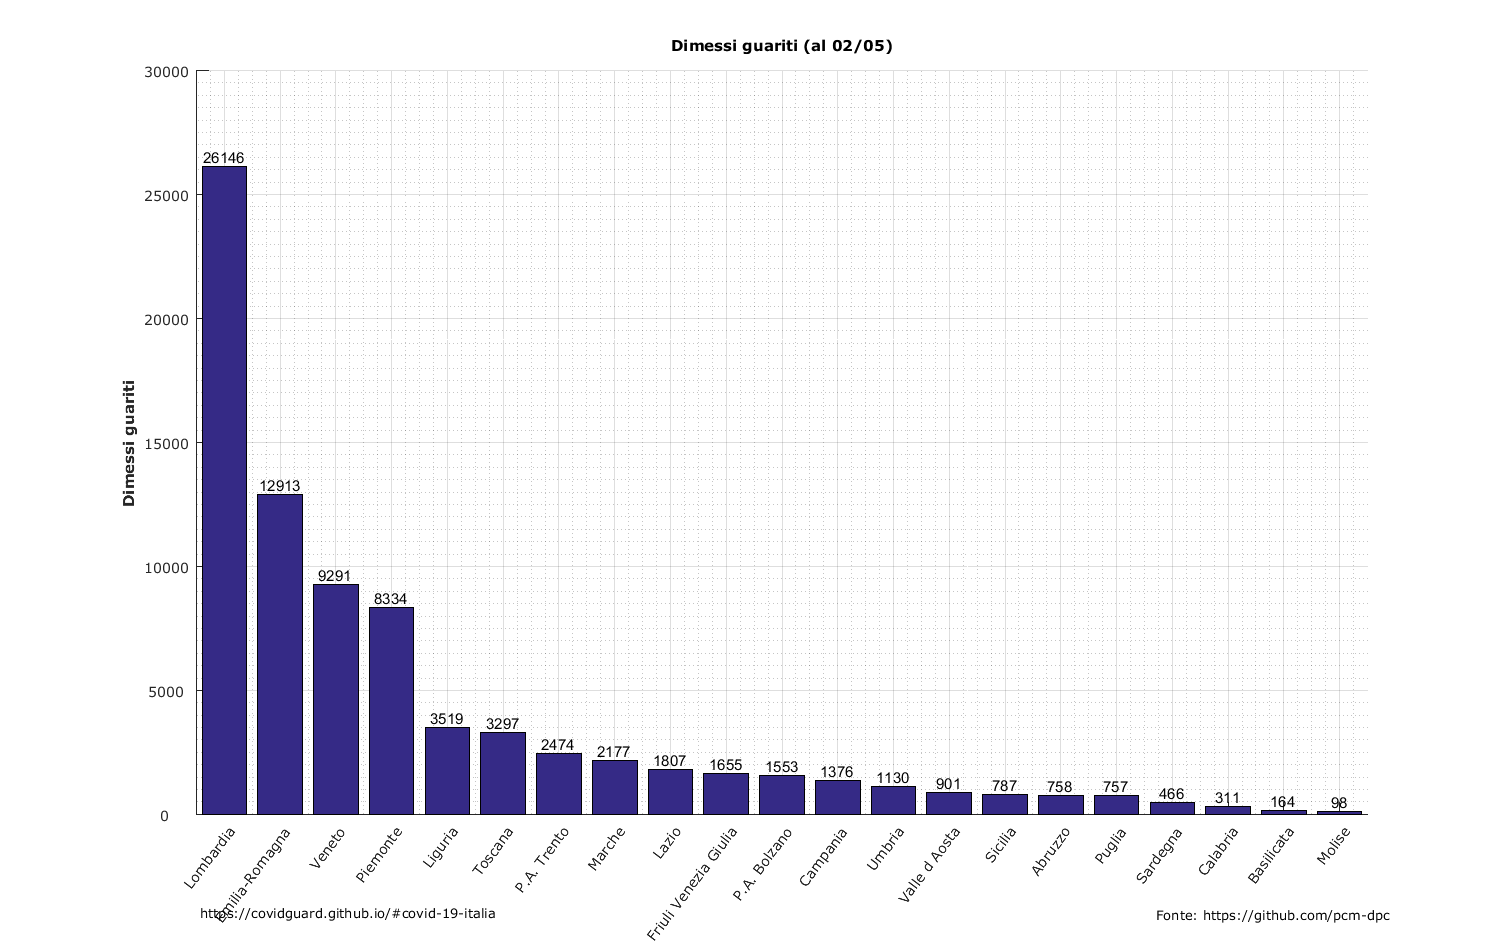 Dimessi guariti (al 02/05)
Dimessi guariti
30000
25000
20000
15000
10000
5000
0
26146
12913
9291
8334
3519
3297
2474
2177
1807
1655
1553
1376
1130
901
787
758
757
466
311
164
98
Lombardia
Emilia-Romagna
Veneto
Piemonte
Liguria
Toscana
P.A. Trento
Marche
Lazio
Friuli Venezia Giulia
P.A. Bolzano
Campania
Umbria
Valle d Aosta
Sicilia
Abruzzo
Puglia
Sardegna
Calabria
Basilicata
Molise
https://covidguard.github.io/#covid-19-italia
Fonte: https://github.com/pcm-dpc